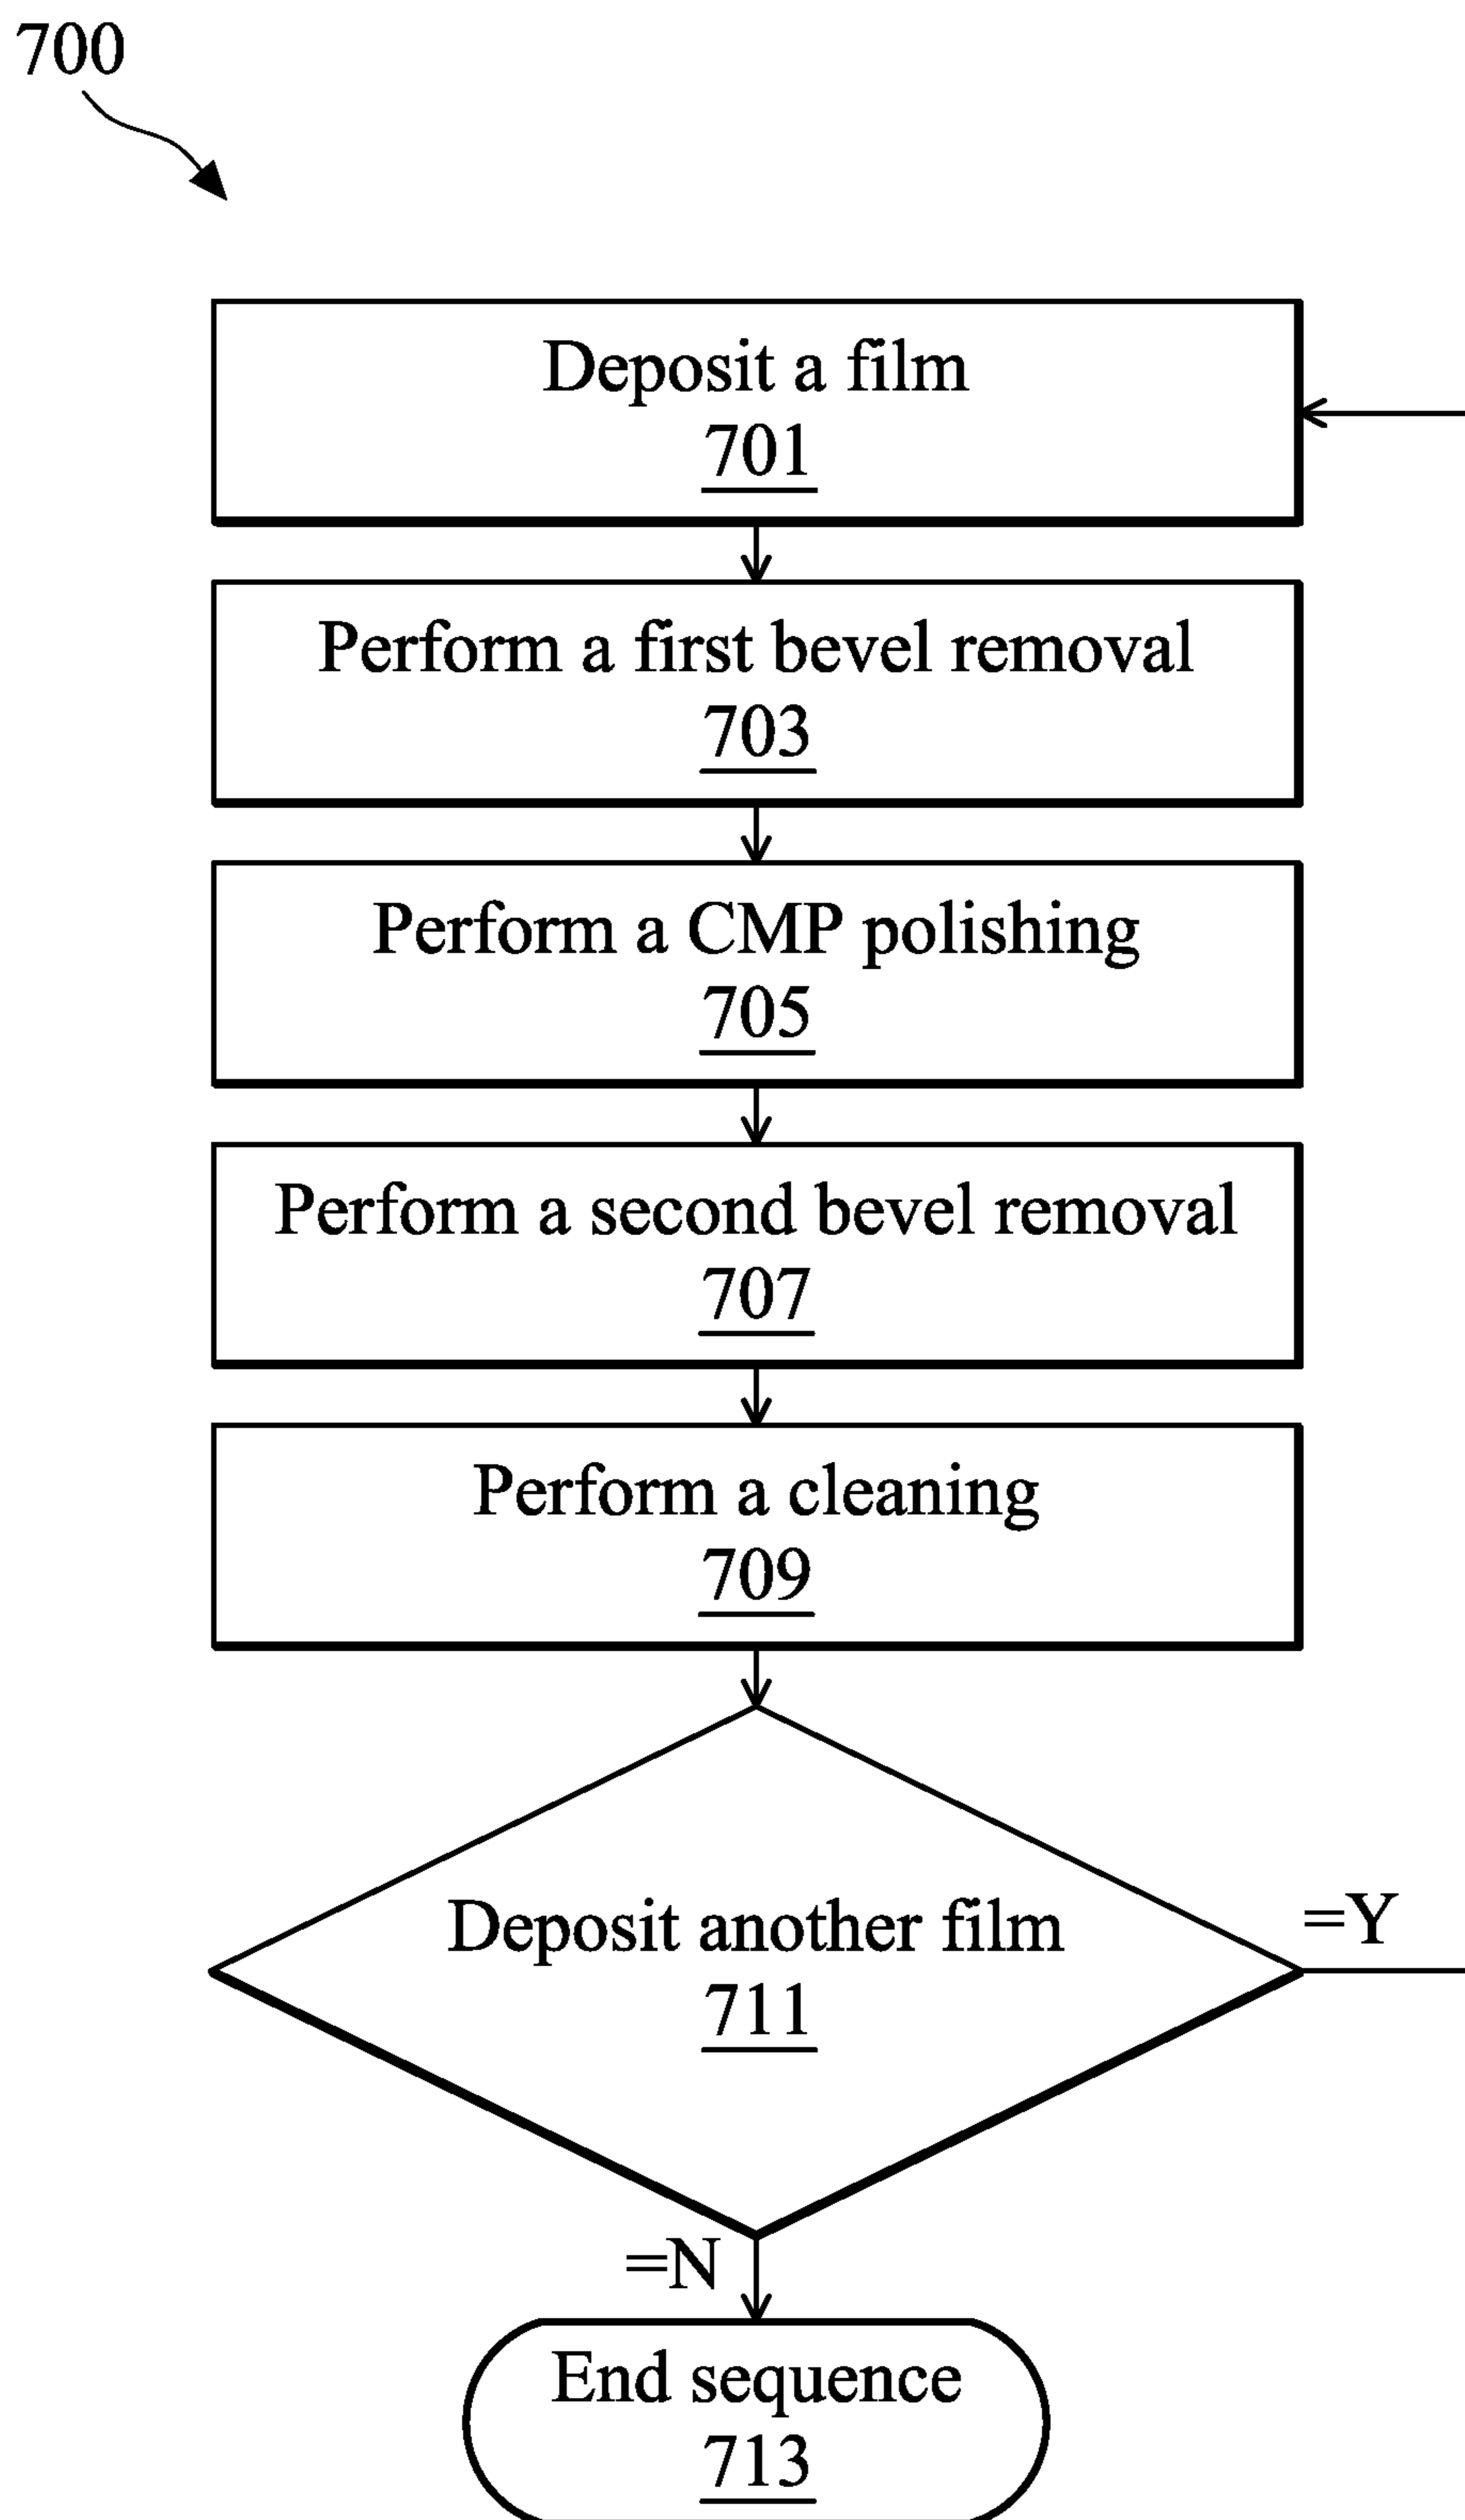 700
Deposit a film
701
Perform a first bevel removal
703
Perform a CMP polishing
705
Perform a second bevel removal
707
Perform a cleaning
709
Deposit another film
711
=Y
=N
End sequence
713